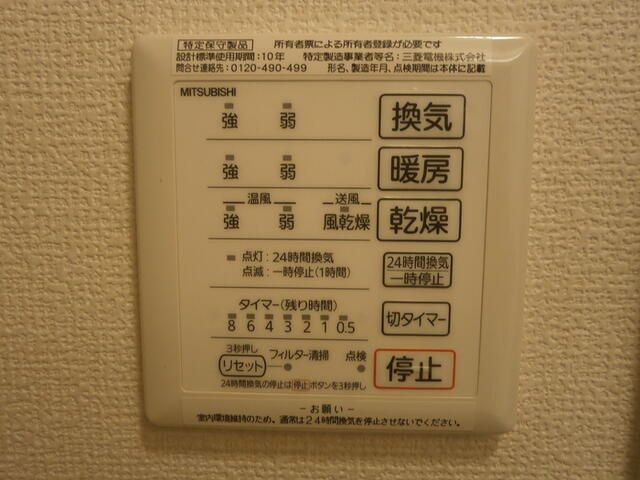 特定保守製品 所有者票による所有者登録が必要です
設計標準使用期間:10年 特定製造事業者等名:三菱電機株式会社
問合せ連絡先:0120-490-499 形名、製造年月、点検期間は本体に記載
MITSUBISHI
強 弱 換気
強 弱 暖房
温風 送風
強 弱 風乾燥 乾燥
点灯:24時間換気
点滅:一時停止(1時間)
24時間換気
一時停止
タイマー(残り時間)
8 6 4 3 2 1 0.5
切タイマー
3秒押し
リセット フィルター清掃 点検
停止
24時間換気の停止は停止ボタンを3秒押し
-お願い-
室内環境維持のため、通常は24時間換気を停止させないでください。